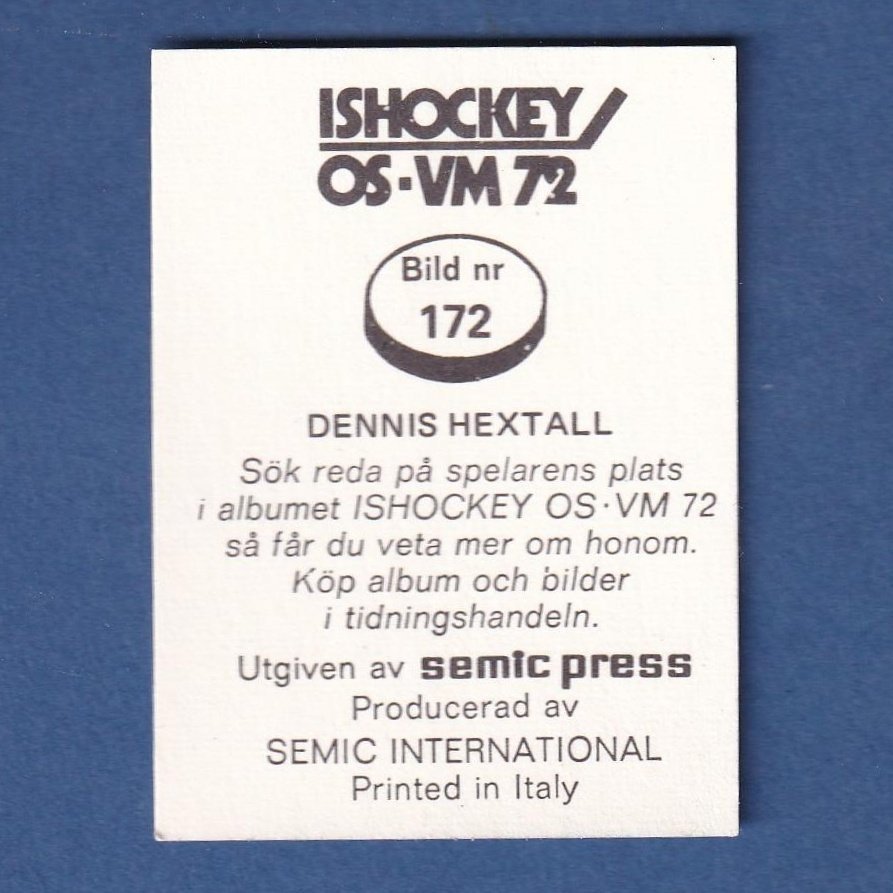 ISHOCKEY
OS·VM 72
Bild nr
172
DENNIS HEXTALL
Sök reda på spelarens plats
i albumet ISHOCKEY OS·VM 72
så får du veta mer om honom.
Köp album och bilder
i tidningshandeln.
Utgiven av semic press
Producerad av
SEMIC INTERNATIONAL
Printed in Italy